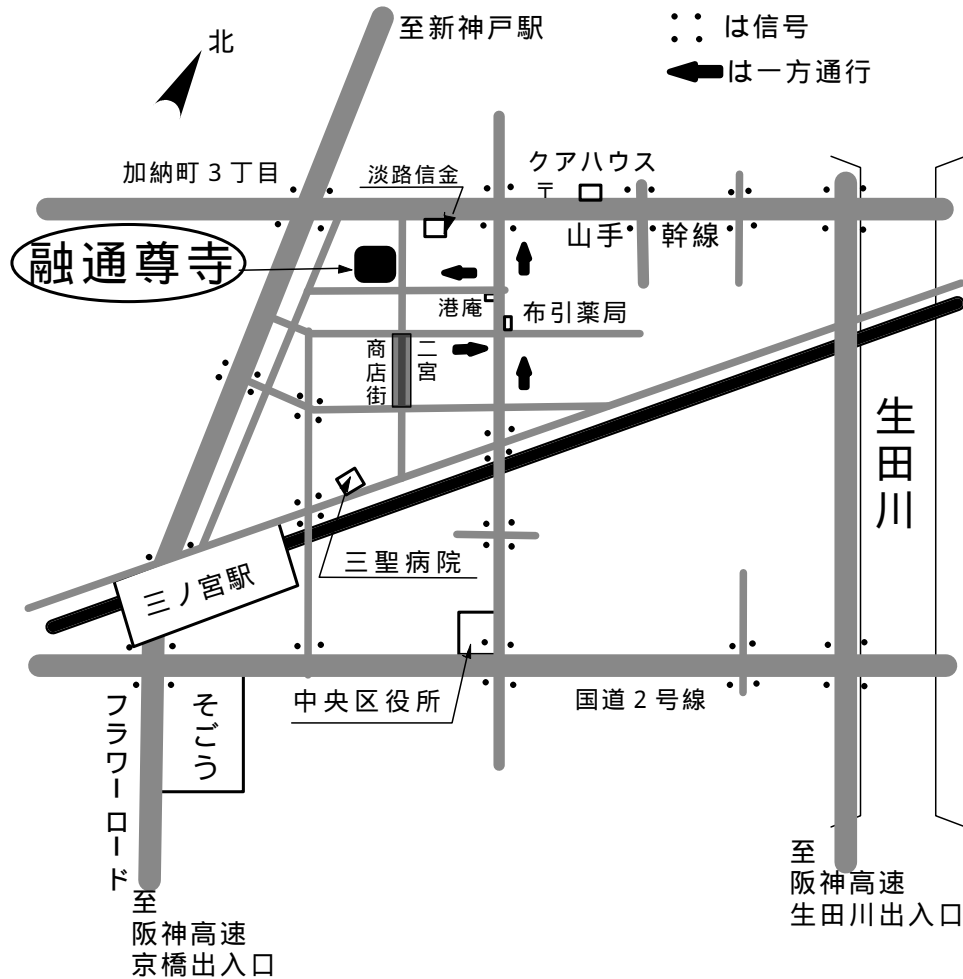 至新神戸駅
は信号
は一方通行
北
加納町3丁目
淡路信金
クアハウス
〒
山手 幹線
融通尊寺
港庵
布引薬局
二宮
商店街
生田川
三聖病院
三ノ宮駅
中央区役所
国道2号線
そごう
フラワーロード
至
阪神高速
京橋出入口
至
阪神高速
生田川出入口